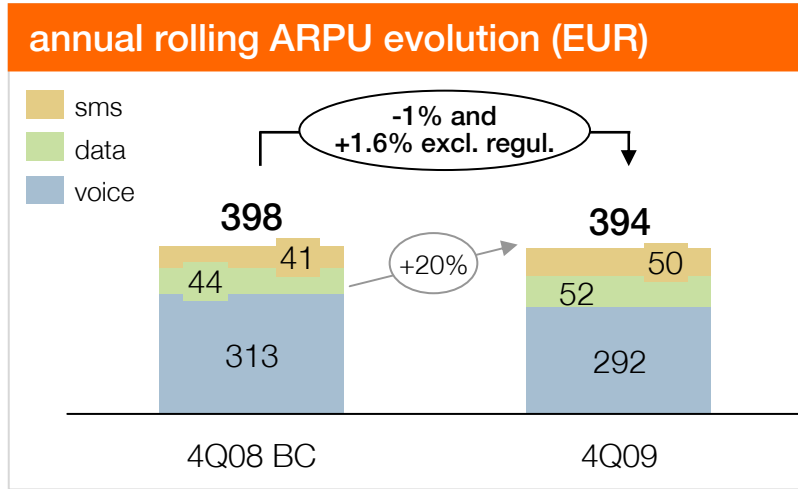 annual rolling ARPU evolution (EUR)
sms
data
voice
-1% and
+1.6% excl. regul.
398
394
+20%
41
44
313
50
52
292
4Q08 BC
4Q09